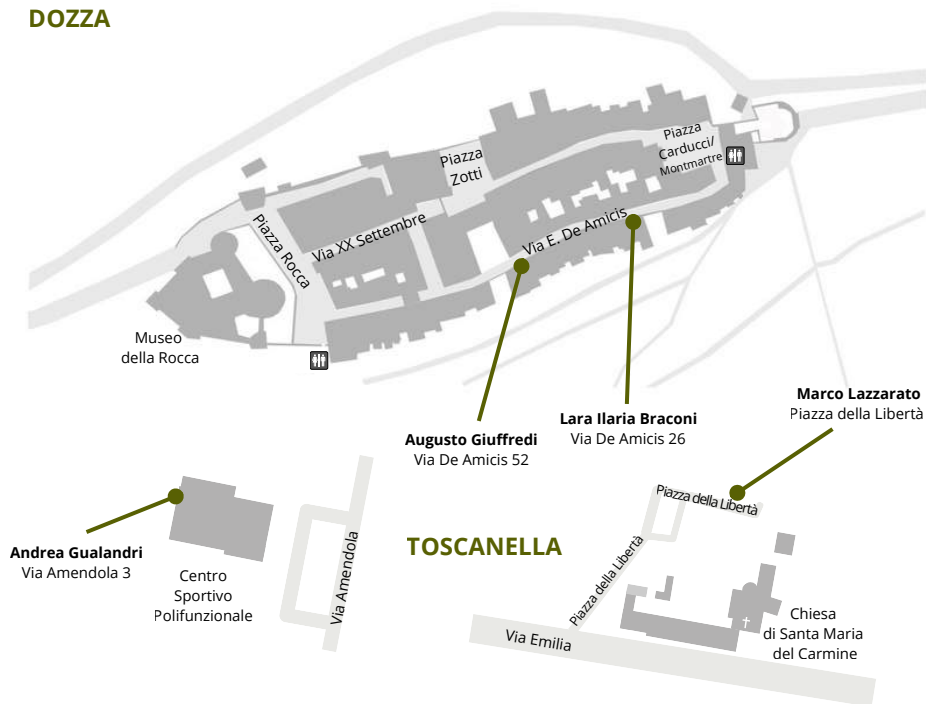 DOZZA
Piazza
Carducci/
Montmartre
Piazza
Zotti
Via XX Settembre
Via E. De Amicis
Piazza Rocca
Museo
della Rocca
Marco Lazzarato
Piazza della Libertà
Lara Ilaria Braconi
Via De Amicis 26
Augusto Giuffredi
Via De Amicis 52
Andrea Gualandri
Via Amendola 3
Centro
Sportivo
Polifunzionale
Via Amendola
TOSCANELLA
Piazza della Libertà
Piazza della Libertà
Via Emilia
Chiesa
di Santa Maria
del Carmine